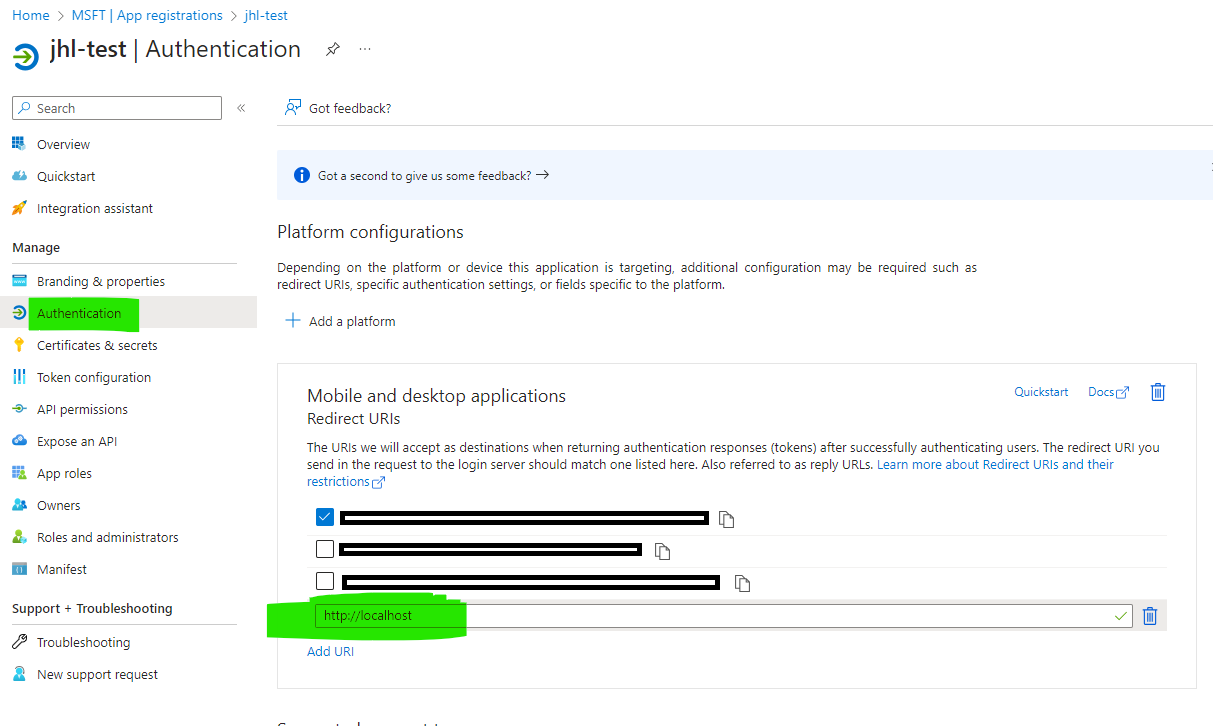 Home > MSFT | App registrations > jhl-test
jhl-test | Authentication
Search
Overview
Quickstart
Integration assistant
Manage
Branding & properties
Authentication
Certificates & secrets
Token configuration
API permissions
Expose an API
App roles
Owners
Roles and administrators
Manifest
Support + Troubleshooting
Troubleshooting
New support request
Got feedback?
Got a second to give us some feedback?
Platform configurations
Depending on the platform or device this application is targeting, additional configuration may be required such as
redirect URIs, specific authentication settings, or fields specific to the platform.
Add a platform
Mobile and desktop applications
Quickstart
Docs
Redirect URIs
The URIs we will accept as destinations when returning authentication responses (tokens) after successfully authenticating users. The redirect URI you
send in the request to the login server should match one listed here. Also referred to as reply URLs. Learn more about Redirect URIs and their
restrictions
http://localhost
Add URI